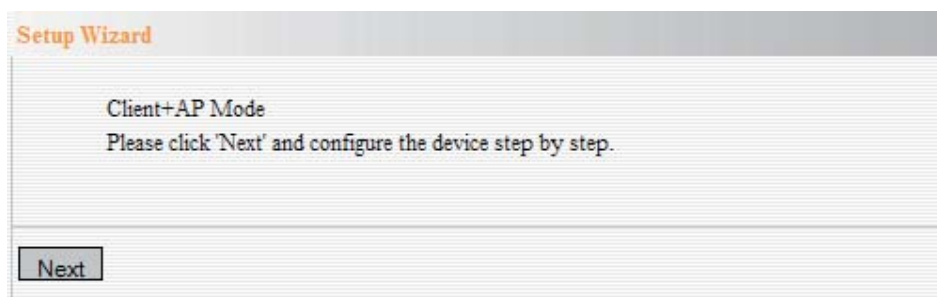 Setup Wizard
Client+AP Mode
Please click 'Next' and configure the device step by step.
Next